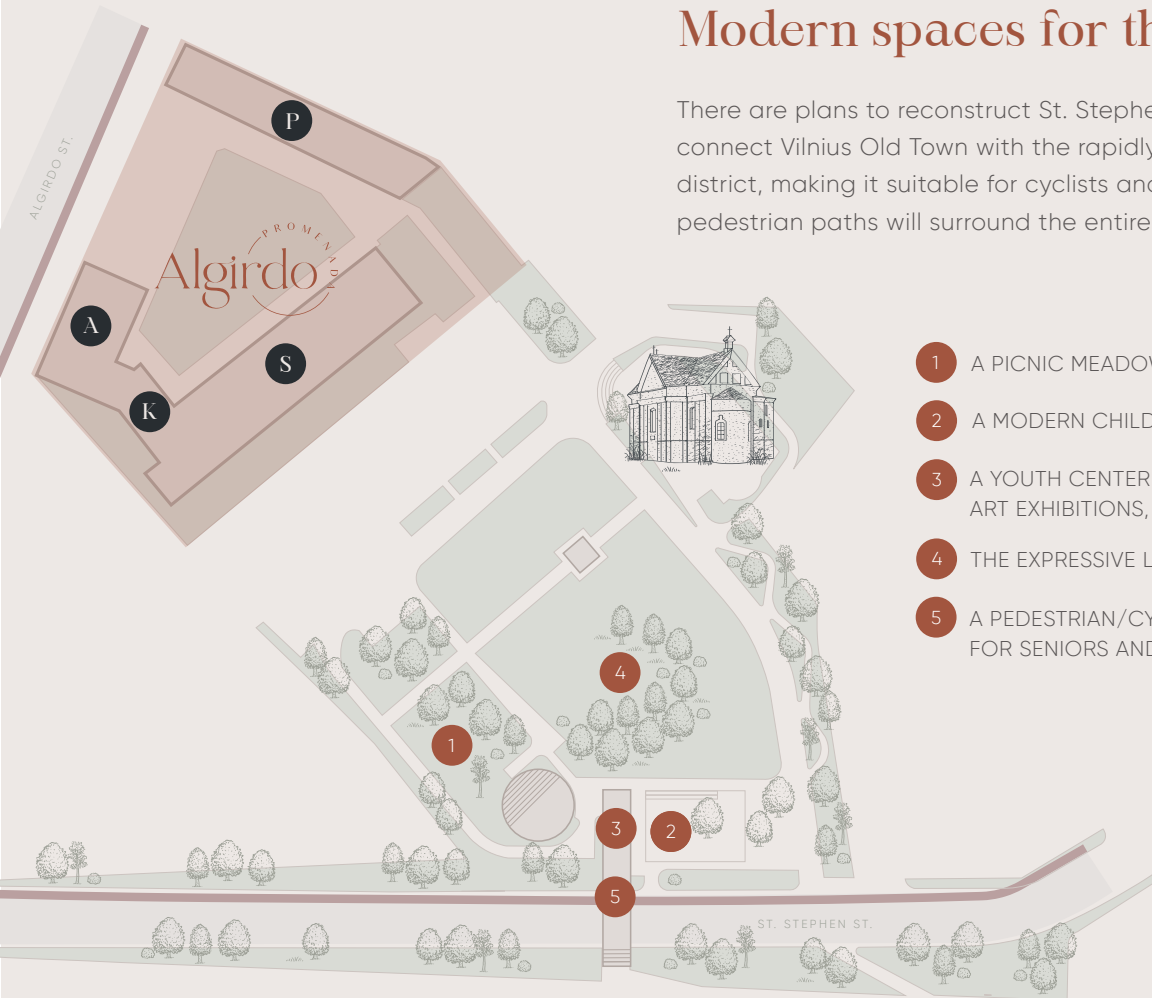 Modern spaces for th
There are plans to reconstruct St. Stephe
connect Vilnius Old Town with the rapidly
district, making it suitable for cyclists and
pedestrian paths will surround the entire
ALGIRDO ST.
P
PROMENADE
Algirdo
A
S
K
1 A PICNIC MEADOW
2 A MODERN CHILD
3 A YOUTH CENTER
ART EXHIBITIONS,
4 THE EXPRESSIVE L
5 A PEDESTRIAN/CY
FOR SENIORS AND
4
1
3
2
5
ST. STEPHEN ST.